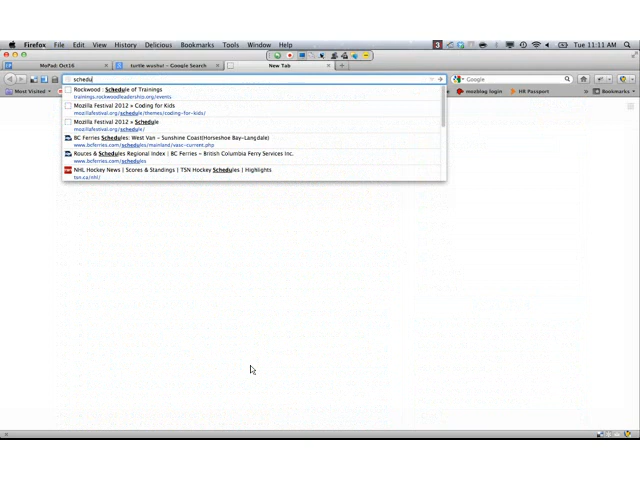 Firefox File Edit View History Develop Bookmarks Tools Window Help 3 Tue 11:11 AM
MoPad: Oct16 turtle wushu! - Google Search New Tab
schedu Google
Most Visited mozblog login HR Passport Bookmarks
Rockwood : Schedule of Trainings
trainings.rockwoodleadership.org/events
Mozilla Festival 2012 » Coding for Kids
mozillafestival.org/schedule/themes/coding-for-kids/
Mozilla Festival 2012 » Schedule
mozillafestival.org/schedule/
BC Ferries Schedules: West Van - Sunshine Coast(Horseshoe Bay-Langdale)
www.bcferries.com/schedules/mainland/vasc-current.php
Routes & Schedules Regional Index | BC Ferries - British Columbia Ferry Services Inc.
www.bcferries.com/schedules
NHL Hockey News | Scores & Standings | TSN Hockey Schedules | Highlights
tsn.ca/nhl/